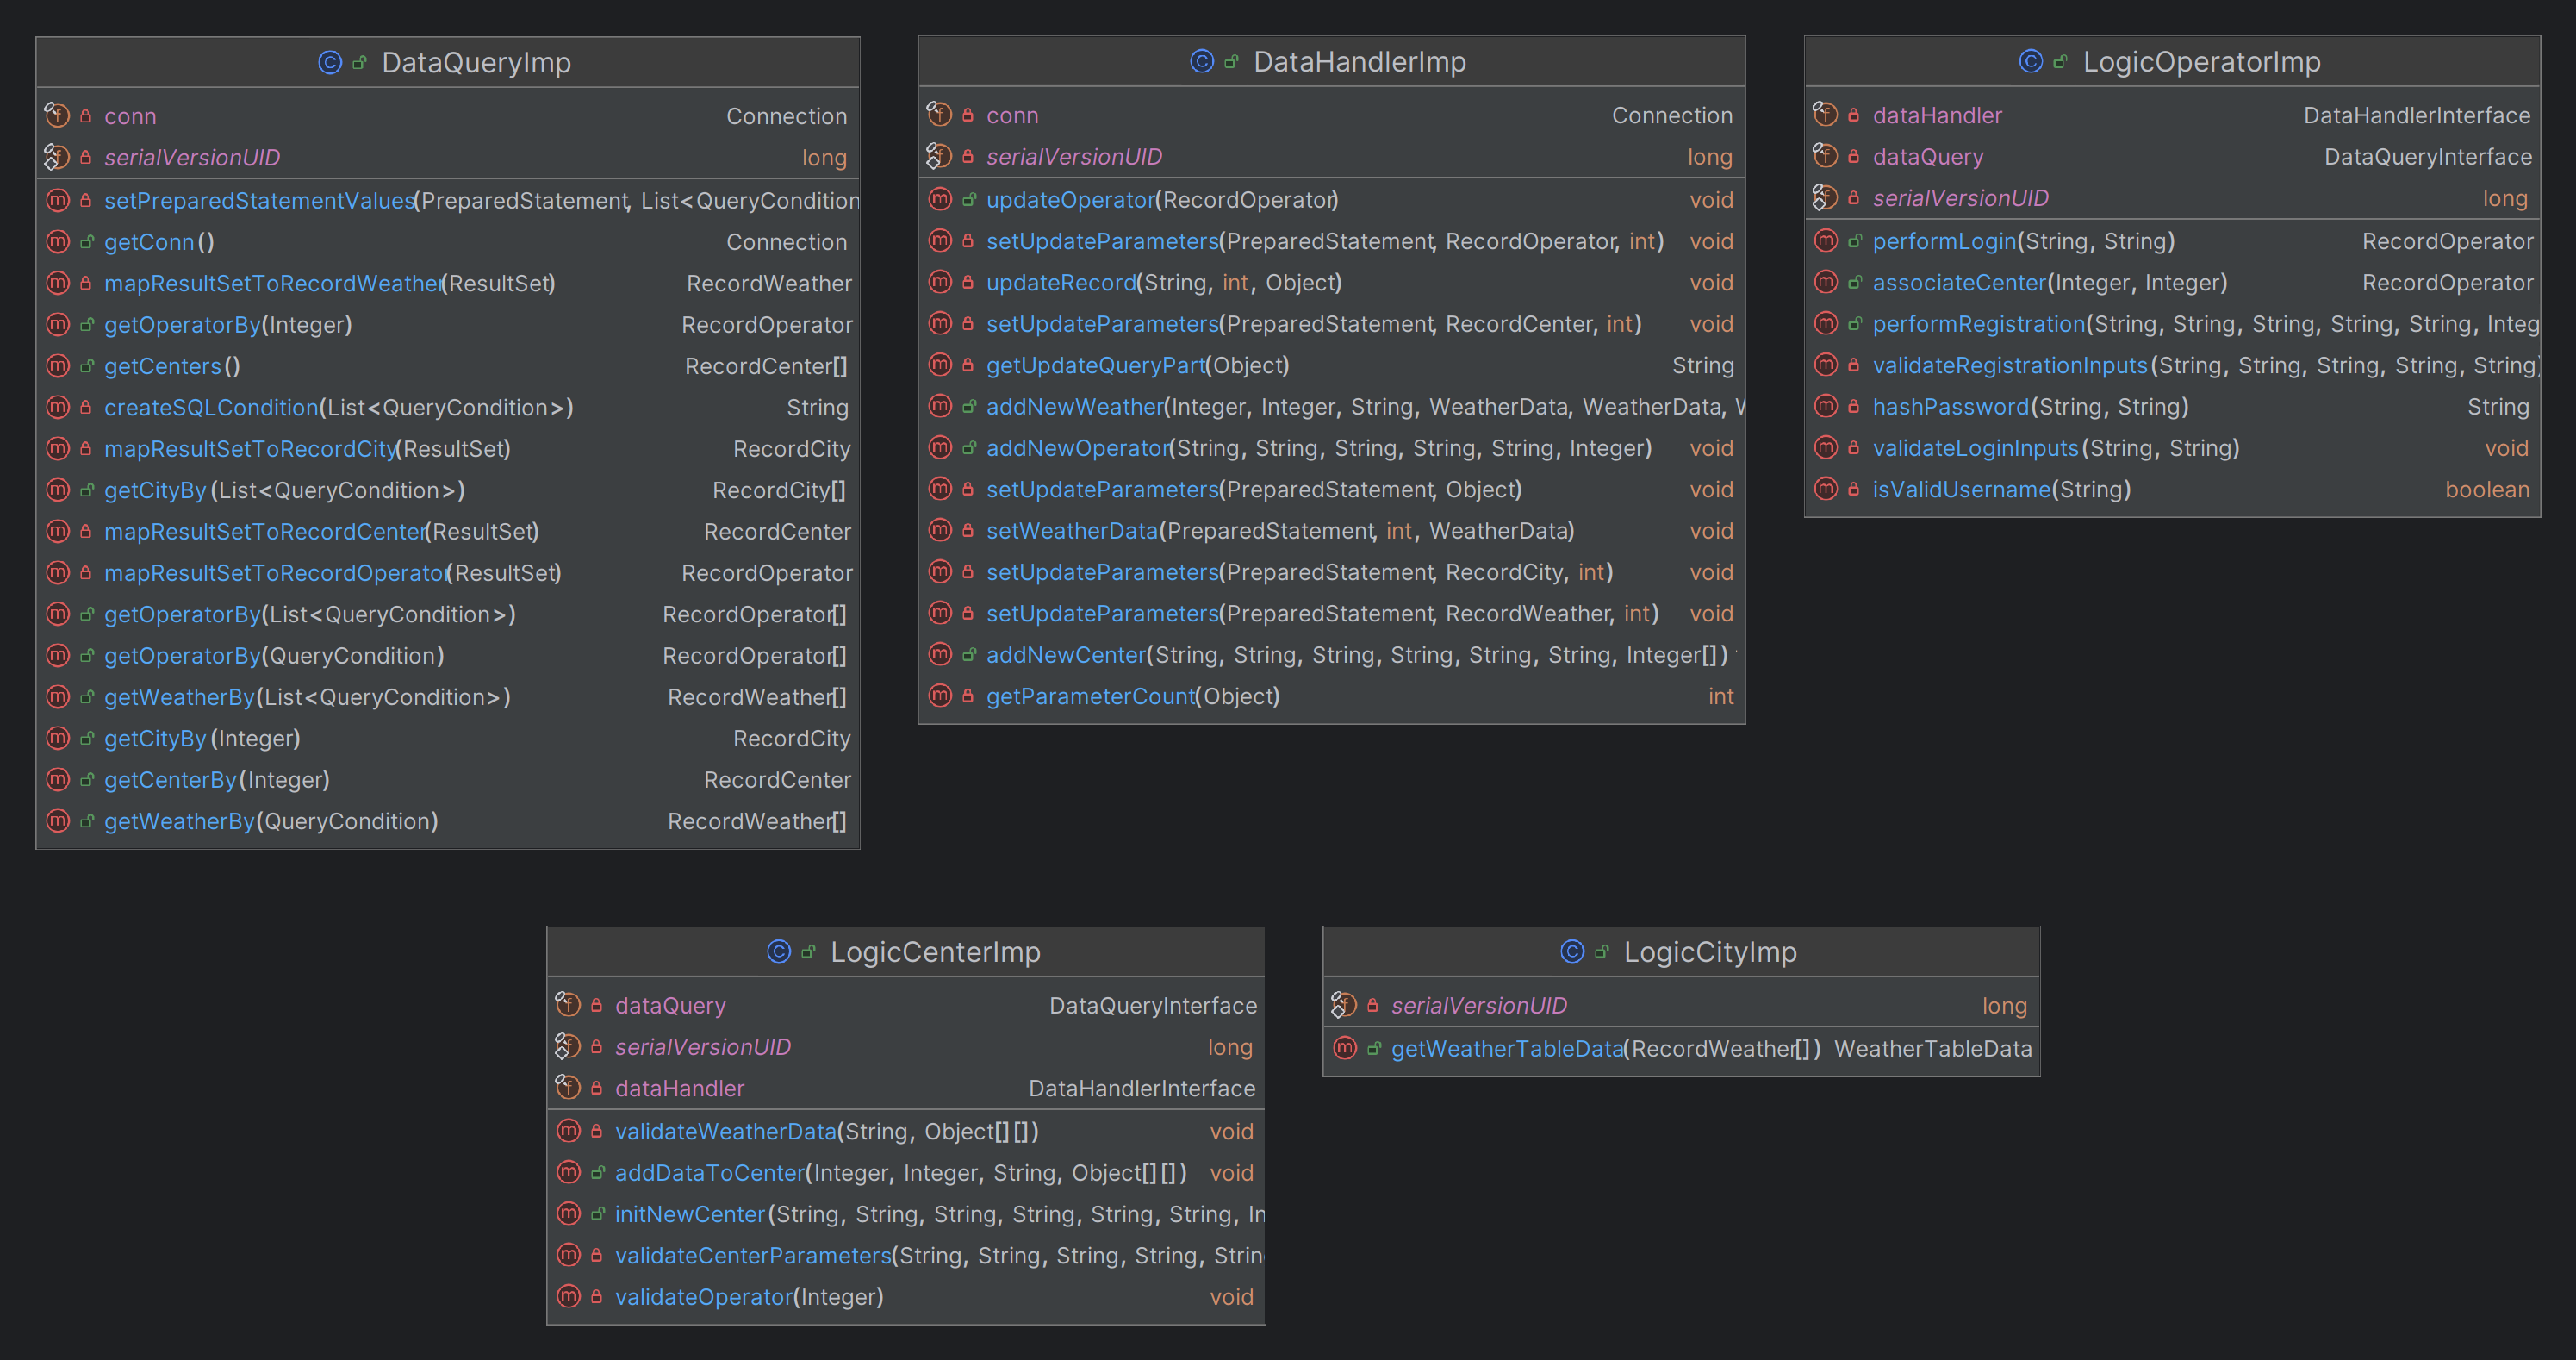 DataQueryImp
conn Connection
serialVersionUID long
setPreparedStatementValues(PreparedStatement, List<QueryCondition
getConn() Connection
mapResultSetToRecordWeather(ResultSet) RecordWeather
getOperatorBy(Integer) RecordOperator
getCenters() RecordCenter[]
createSQLCondition(List<QueryCondition>) String
mapResultSetToRecordCity(ResultSet) RecordCity
getCityBy(List<QueryCondition>) RecordCity[]
mapResultSetToRecordCenter(ResultSet) RecordCenter
mapResultSetToRecordOperator(ResultSet) RecordOperator
getOperatorBy(List<QueryCondition>) RecordOperator[]
getOperatorBy(QueryCondition) RecordOperator[]
getWeatherBy(List<QueryCondition>) RecordWeather[]
getCityBy(Integer) RecordCity
getCenterBy(Integer) RecordCenter
getWeatherBy(QueryCondition) RecordWeather[]
DataHandlerImp
conn Connection
serialVersionUID long
updateOperator(RecordOperator) void
setUpdateParameters(PreparedStatement, RecordOperator, int) void
updateRecord(String, int, Object) void
setUpdateParameters(PreparedStatement, RecordCenter, int) void
getUpdateQueryPart(Object) String
addNewWeather(Integer, Integer, String, WeatherData, WeatherData, W
addNewOperator(String, String, String, String, String, Integer) void
setUpdateParameters(PreparedStatement, Object) void
setWeatherData(PreparedStatement, int, WeatherData) void
setUpdateParameters(PreparedStatement, RecordCity, int) void
setUpdateParameters(PreparedStatement, RecordWeather, int) void
addNewCenter(String, String, String, String, String, String, Integer[])
getParameterCount(Object) int
LogicOperatorImp
dataHandler DataHandlerInterface
dataQuery DataQueryInterface
serialVersionUID long
performLogin(String, String) RecordOperator
associateCenter(Integer, Integer) RecordOperator
performRegistration(String, String, String, String, String, Integ
validateRegistrationInputs(String, String, String, String, String)
hashPassword(String, String) String
validateLoginInputs(String, String) void
isValidUsername(String) boolean
LogicCenterImp
dataQuery DataQueryInterface
serialVersionUID long
dataHandler DataHandlerInterface
validateWeatherData(String, Object[][]) void
addDataToCenter(Integer, Integer, String, Object[][]) void
initNewCenter(String, String, String, String, String, String, In
validateCenterParameters(String, String, String, String, Strin
validateOperator(Integer) void
LogicCityImp
serialVersionUID long
getWeatherTableData(RecordWeather[]) WeatherTableData